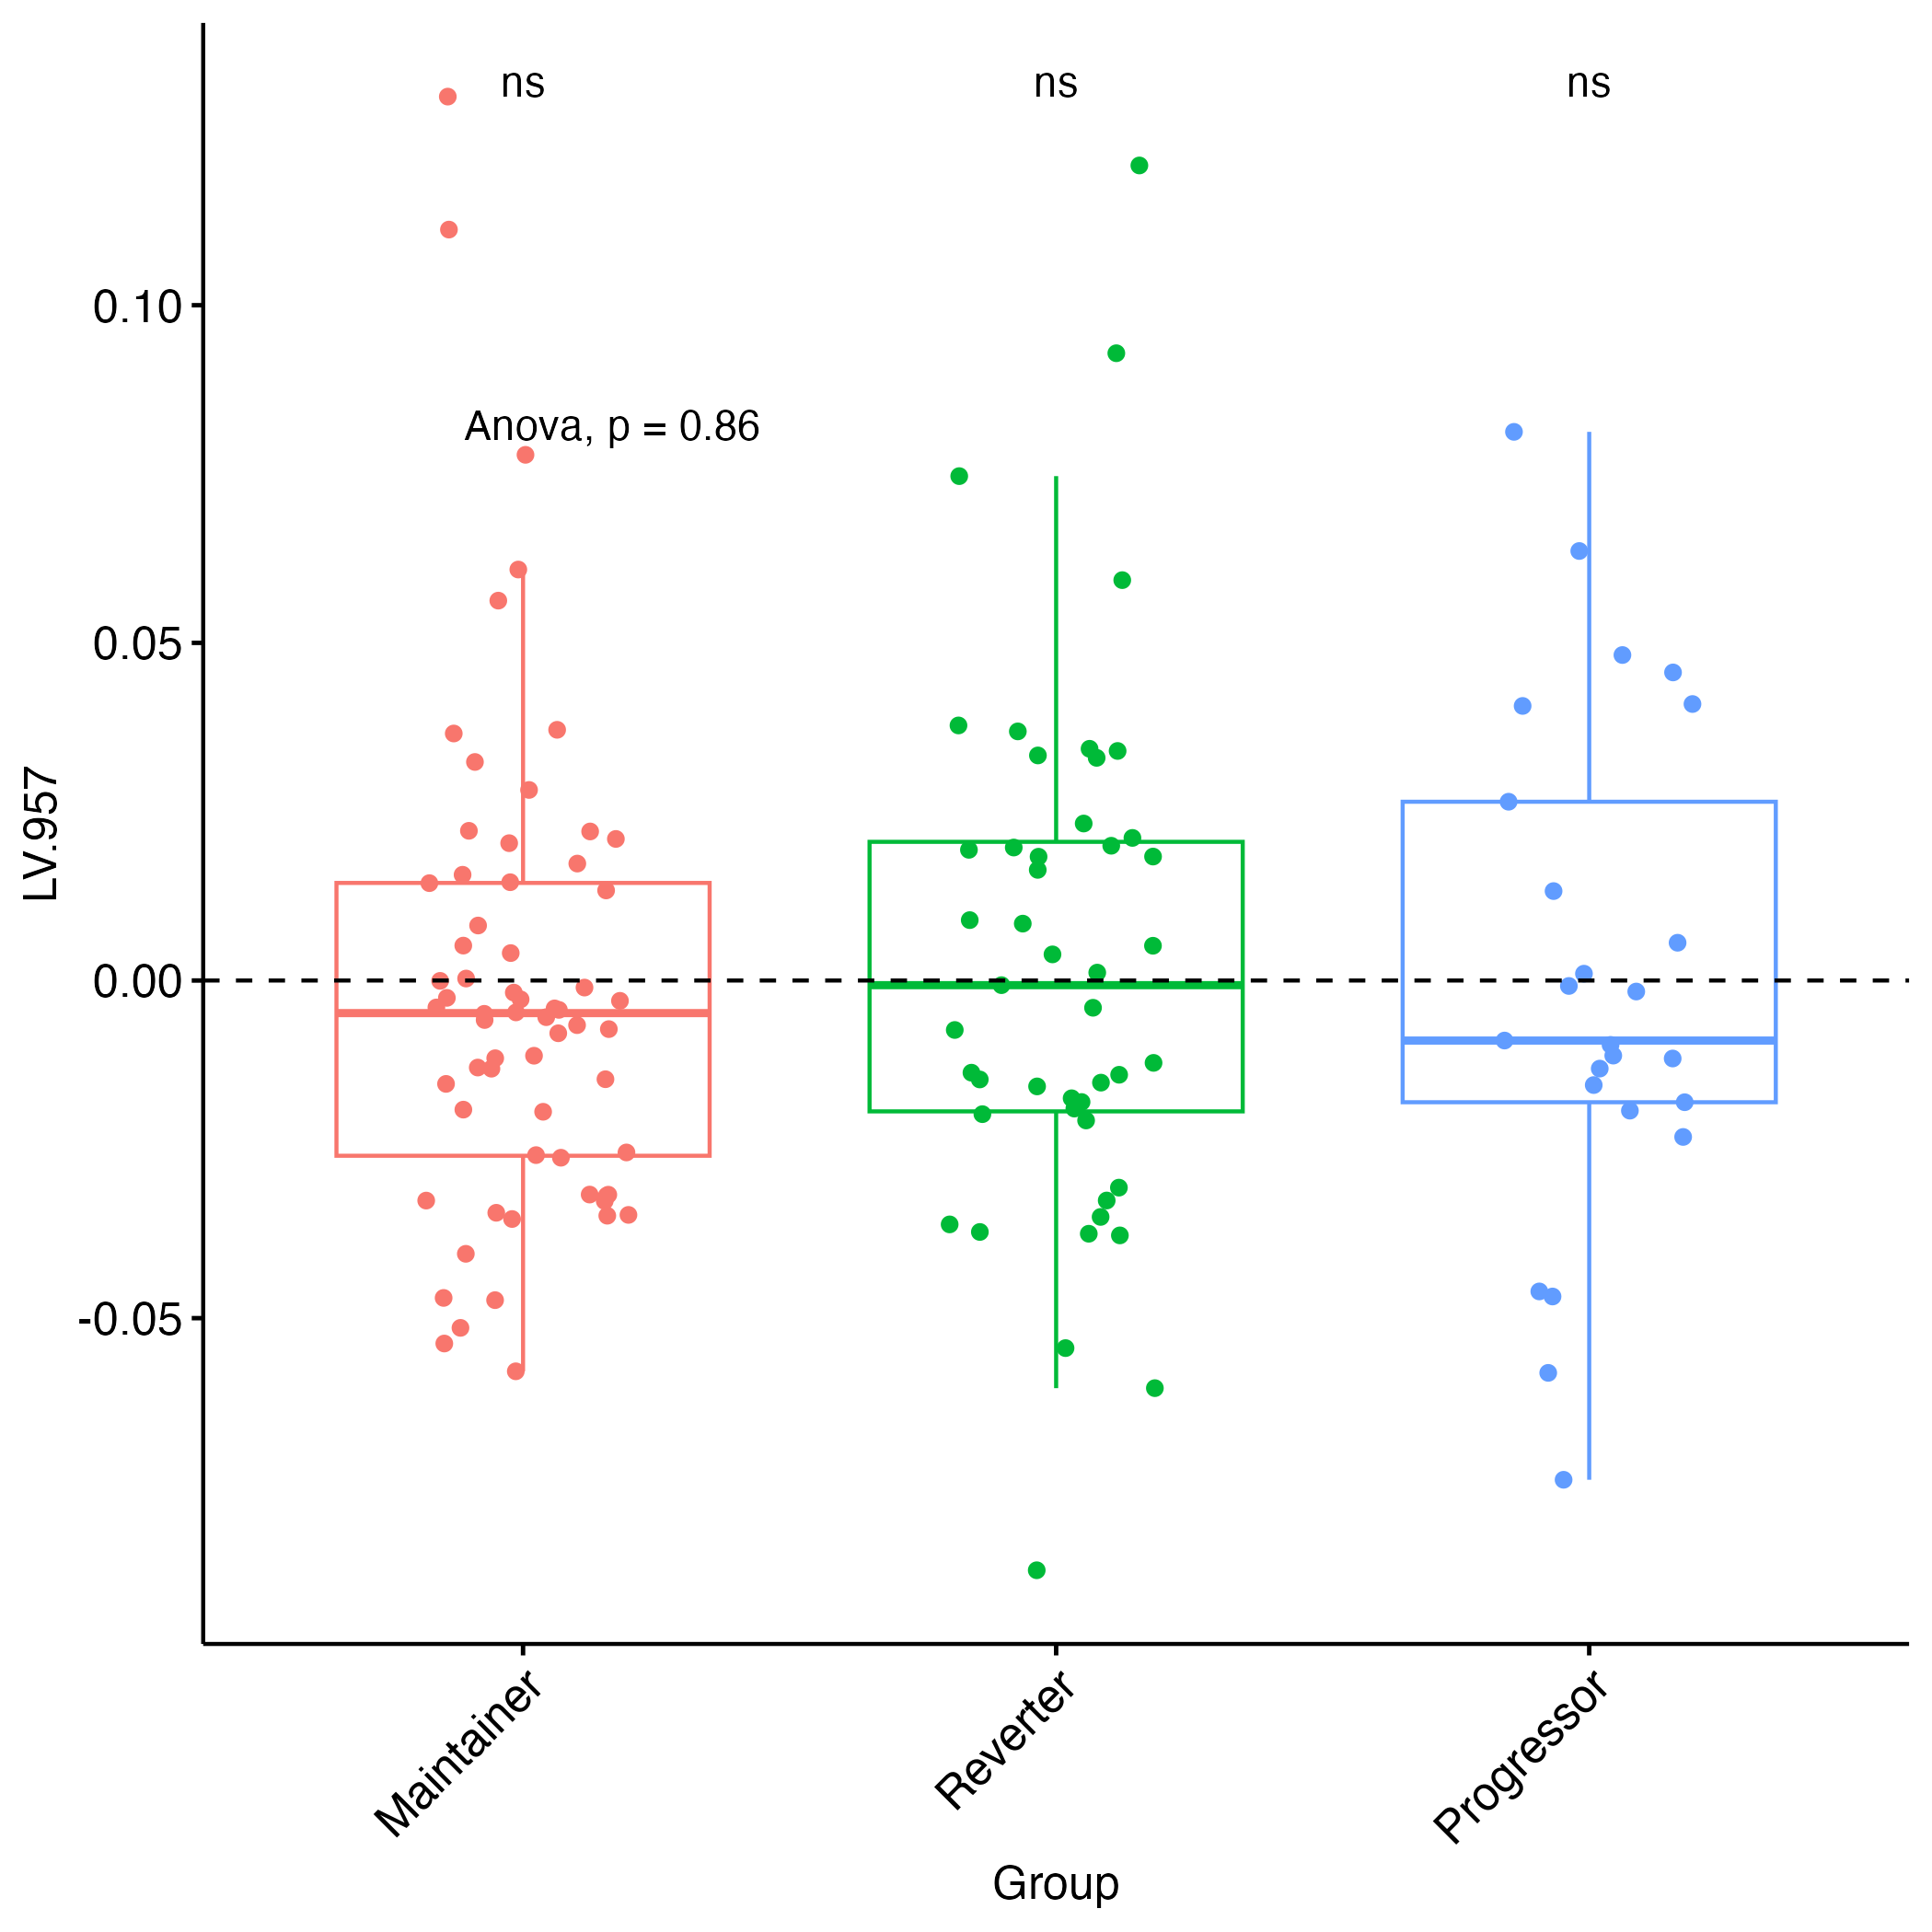 ns ns ns
Anova, p = 0.86
0.10
0.05
0.00
-0.05
LV.957
Maintainer
Reverter
Progressor
Group